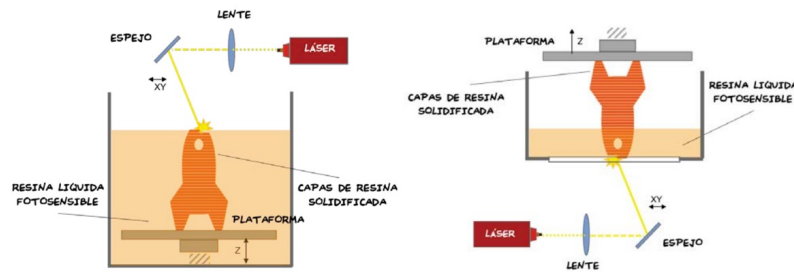 LENTE
ESPEJO
LÁSER
XY
RESINA LIQUIDA
FOTOSENSIBLE
CAPAS DE RESINA
SOLIDIFICADA
PLATAFORMA
Z
PLATAFORMA
Z
CAPAS DE RESINA
SOLIDIFICADA
RESINA LIQUIDA
FOTOSENSIBLE
XY
LÁSER
ESPEJO
LENTE